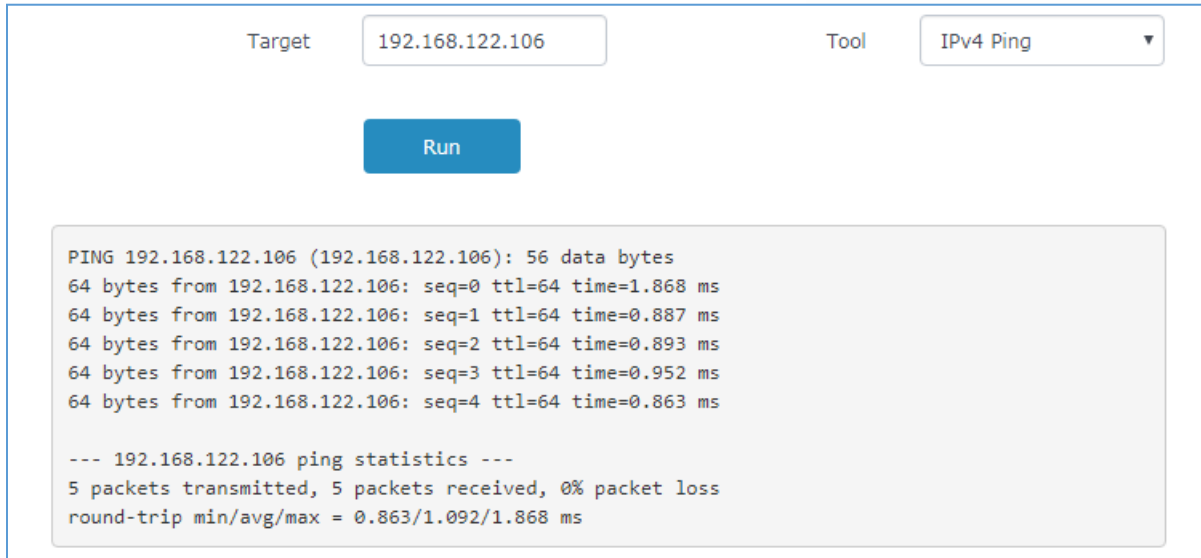 Target 192.168.122.106 Tool IPv4 Ping
Run
PING 192.168.122.106 (192.168.122.106): 56 data bytes
64 bytes from 192.168.122.106: seq=0 ttl=64 time=1.868 ms
64 bytes from 192.168.122.106: seq=1 ttl=64 time=0.887 ms
64 bytes from 192.168.122.106: seq=2 ttl=64 time=0.893 ms
64 bytes from 192.168.122.106: seq=3 ttl=64 time=0.952 ms
64 bytes from 192.168.122.106: seq=4 ttl=64 time=0.863 ms
--- 192.168.122.106 ping statistics ---
5 packets transmitted, 5 packets received, 0% packet loss
round-trip min/avg/max = 0.863/1.092/1.868 ms